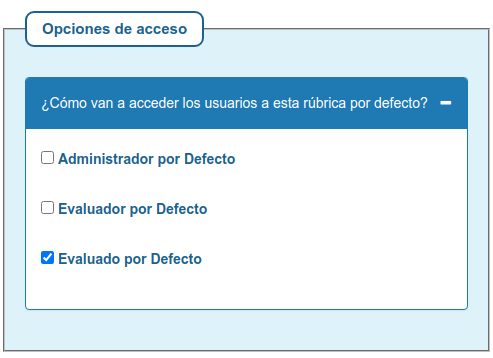 Opciones de acceso
¿Cómo van a acceder los usuarios a esta rúbrica por defecto?
Administrador por Defecto
Evaluador por Defecto
Evaluado por Defecto